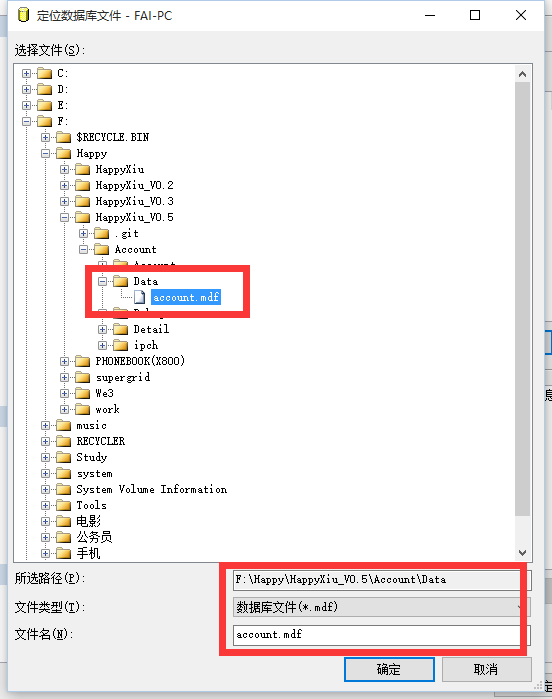 定位数据库文件 - FAI-PC
选择文件(S):
C:
D:
E:
F:
$RECYCLE.BIN
Happy
HappyXiu
HappyXiu_V0.2
HappyXiu_V0.3
HappyXiu_V0.5
.git
Account
Account
Data
account.mdf
Debug
Detail
ipch
PHONEBOOK(X800)
supergrid
We3
work
music
RECYCLER
Study
system
System Volume Information
Tools
电影
公务员
手机
所选路径(P):
F:\Happy\HappyXiu_V0.5\Account\Data
文件类型(T):
数据库文件(*.mdf)
文件名(N):
account.mdf
确定
取消